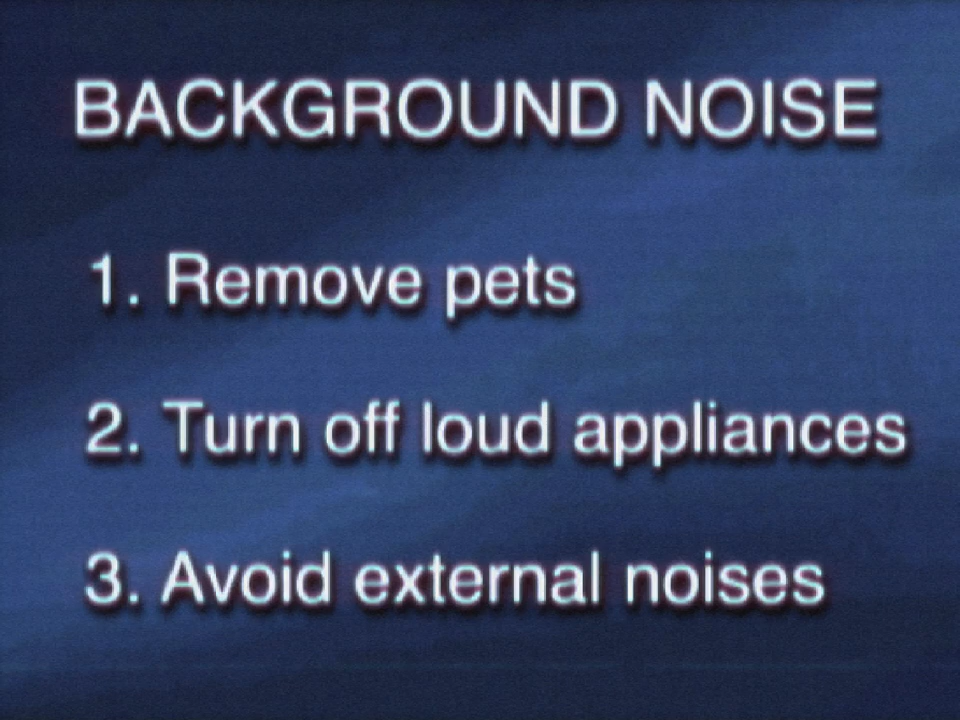 BACKGROUND NOISE
1. Remove pets
2. Turn off loud appliances
3. Avoid external noises